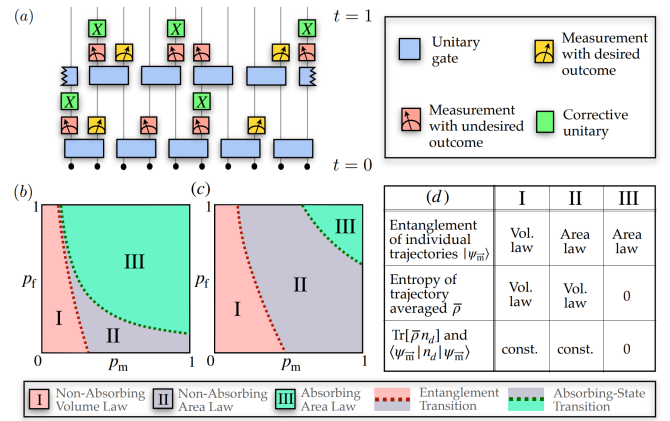 (a)
t = 1
X X X
X X
t = 0
Unitary gate
Measurement with desired outcome
Measurement with undesired outcome
Corrective unitary
(b)
1
p_f
0
p_m
1
I
II
III
(c)
1
p_f
0
p_m
1
I
II
III
(d) I II III
Entanglement of individual trajectories |ψ_m⃗⟩ Vol. law Area law Area law
Entropy of trajectory averaged ρ̅ Vol. law Vol. law 0
Tr[ρ̅ n_d] and ⟨ψ_m⃗|n_d|ψ_m⃗⟩ const. const. 0
I Non-Absorbing Volume Law
II Non-Absorbing Area Law
III Absorbing Area Law
Entanglement Transition
Absorbing-State Transition